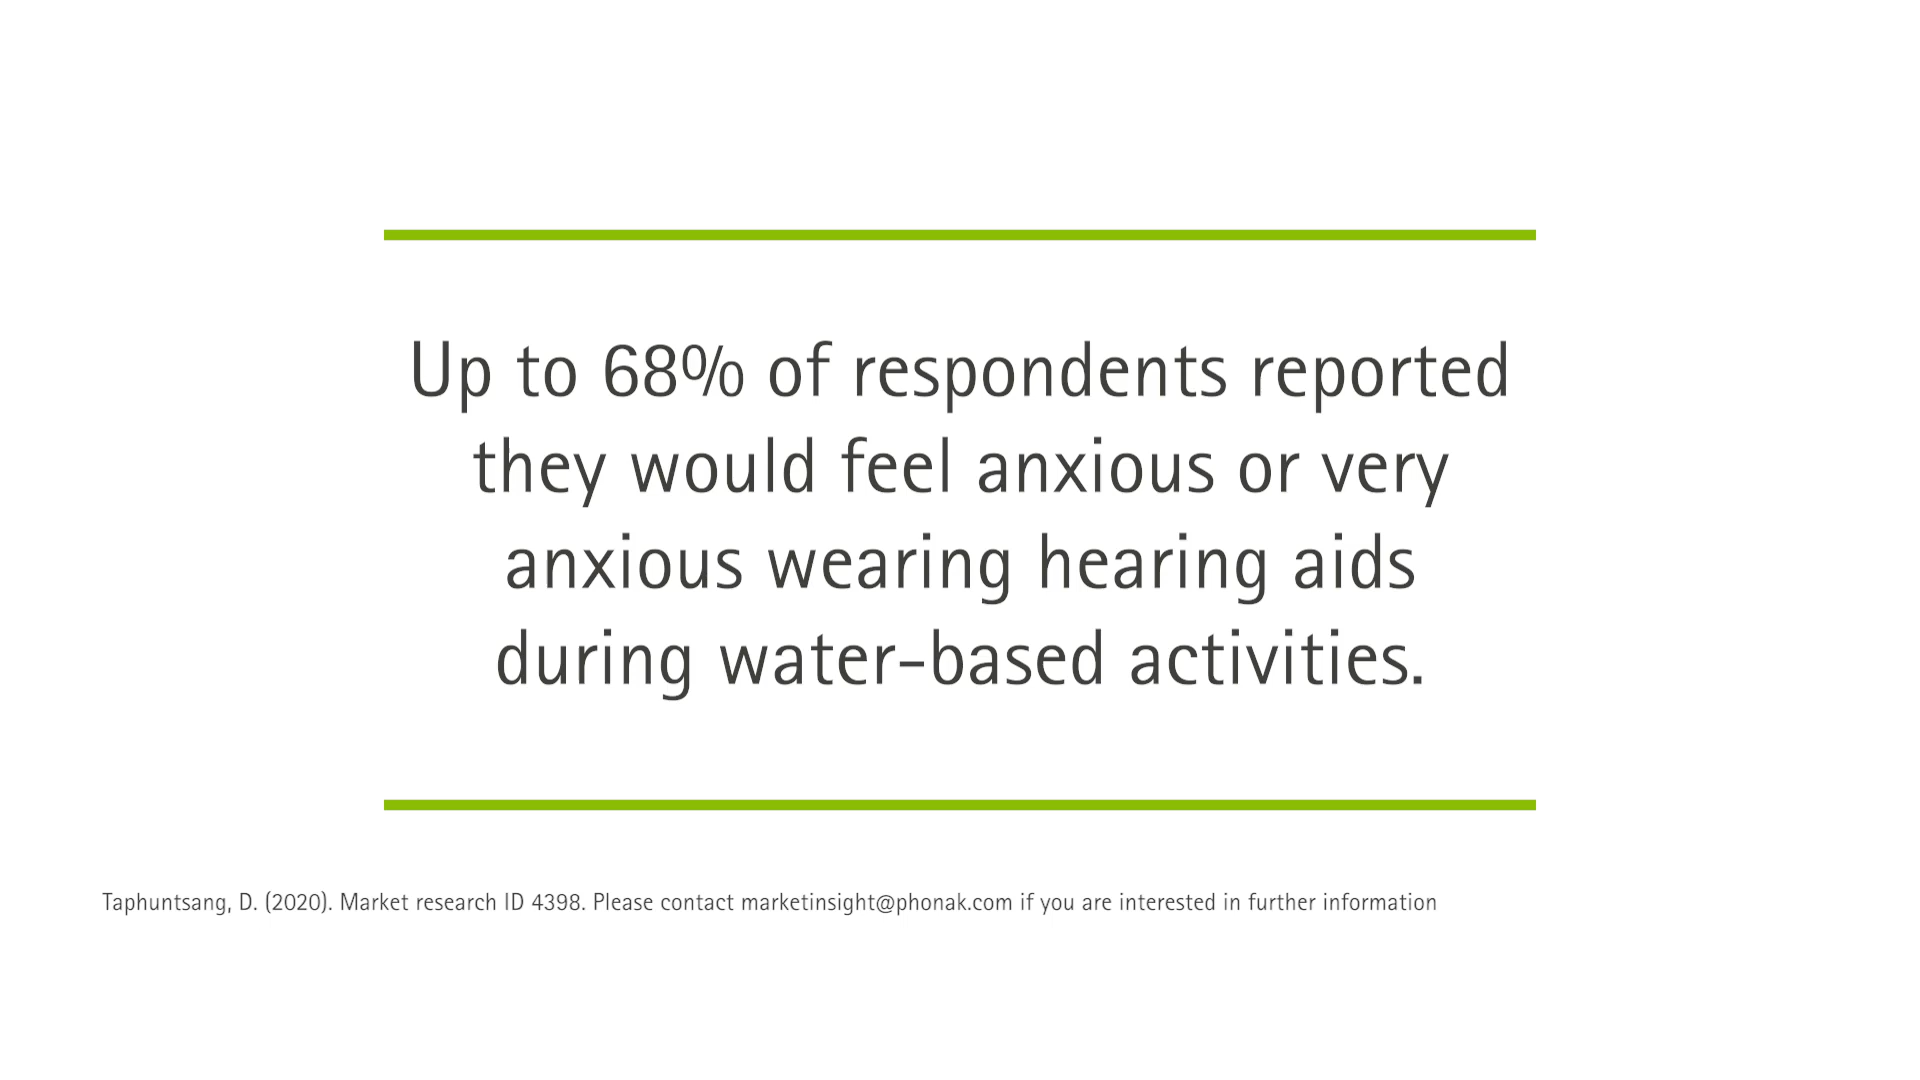 Up to 68% of respondents reported
they would feel anxious or very
anxious wearing hearing aids
during water-based activities.
Taphuntsang, D. (2020). Market research ID 4398. Please contact marketinsight@phonak.com if you are interested in further information